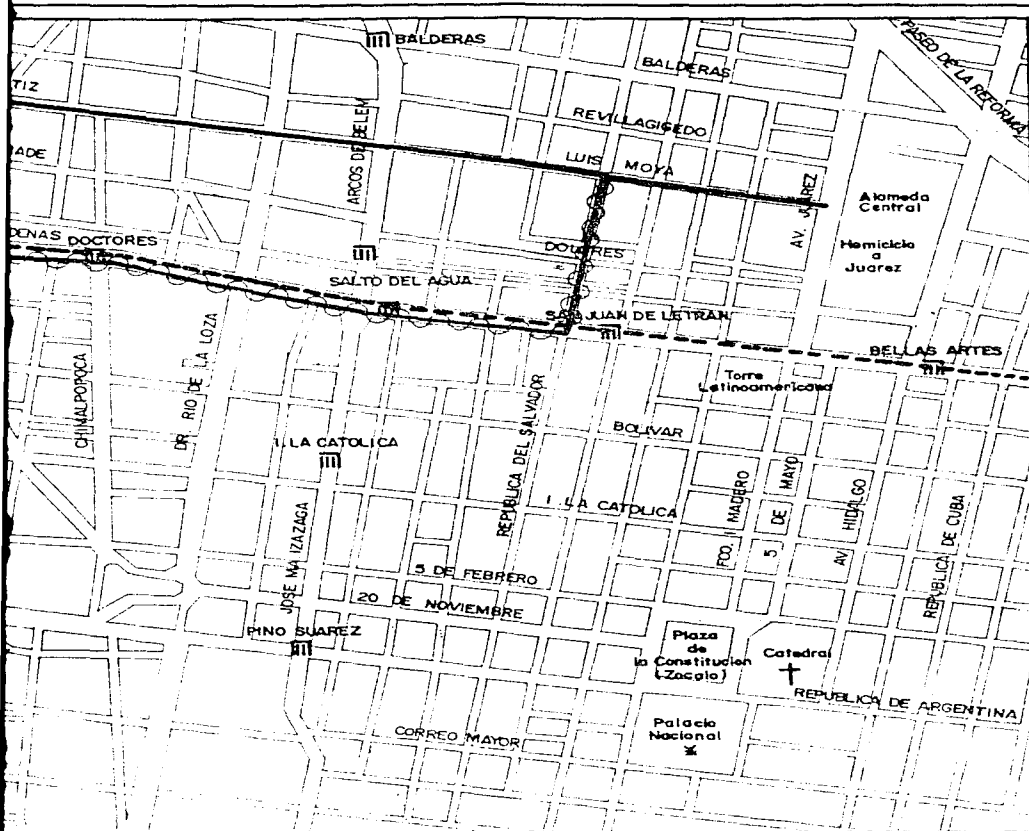 BALDERAS
PASEO DE LA REFORMA
BALDERAS
TIZ
REVILLAGIGEDO
ARCOS DE BELEM
ADE
LUIS MOYA
AV. JUAREZ
Alameda
Central
DENAS
DOCTORES
DOLORES
Hemiciclo
a
Juarez
SALTO DEL AGUA
SAN JUAN DE LETRAN
BELLAS ARTES
Torre
Latinoamericana
CHIMALPOPOCA
DR RIO DE LA LOZA
REPUBLICA DEL SALVADOR
BOLIVAR
I. LA CATOLICA
I. LA CATOLICA
FCO. I MADERO
5 DE MAYO
AV. HIDALGO
REPUBLICA DE CUBA
JOSE MA IZAZAGA
5 DE FEBRERO
20 DE NOVIEMBRE
PINO SUAREZ
Plaza
de
la Constitucion
(Zocalo)
Catedral
REPUBLICA DE ARGENTINA
CORREO MAYOR
Palacio
Nacional